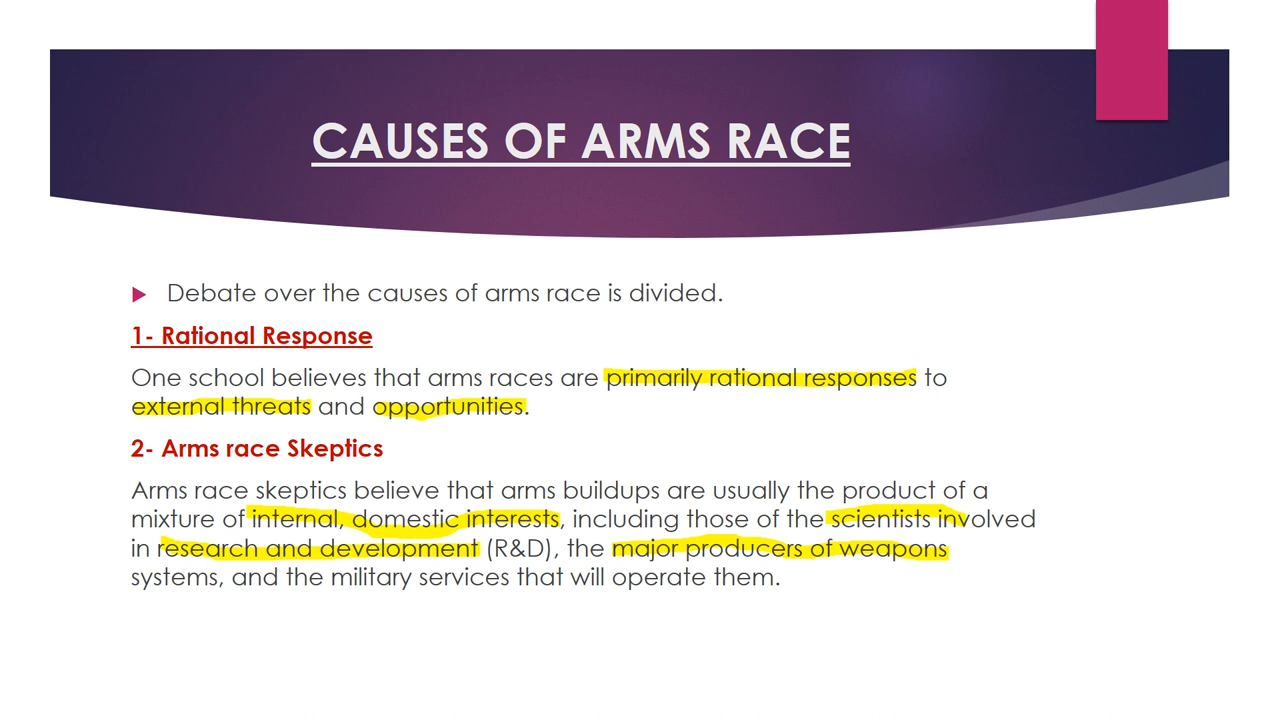 CAUSES OF ARMS RACE
Debate over the causes of arms race is divided.
1- Rational Response
One school believes that arms races are primarily rational responses to
external threats and opportunities.
2- Arms race Skeptics
Arms race skeptics believe that arms buildups are usually the product of a
mixture of internal, domestic interests, including those of the scientists involved
in research and development (R&D), the major producers of weapons
systems, and the military services that will operate them.